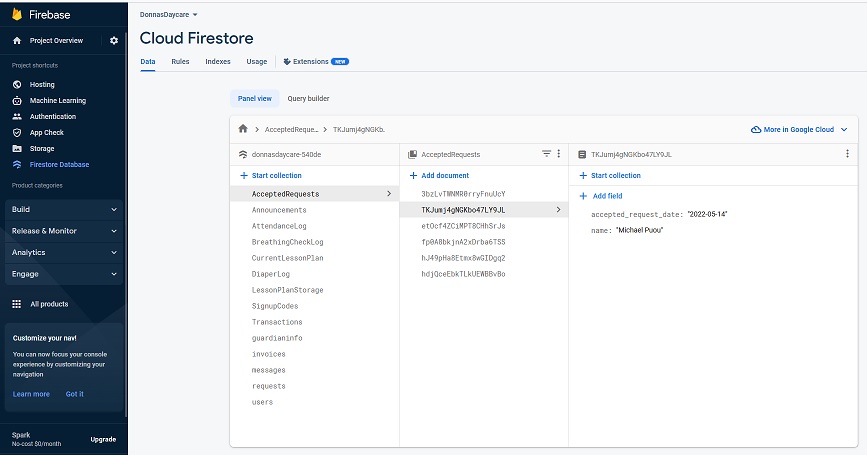 Firebase
Project Overview
Project shortcuts
Hosting
Machine Learning
Authentication
App Check
Storage
Firestore Database
Product categories
Build
Release & Monitor
Analytics
Engage
All products
Customize your nav!
You can now focus your console
experience by customizing your
navigation
Learn more Got it
Spark
No-cost $0/month
Upgrade
DonnasDaycare
Cloud Firestore
Data Rules Indexes Usage Extensions NEW
Panel view Query builder
AcceptedReque... TKJumj4gNGKb.
More in Google Cloud
donnasdaycare-540de
Start collection
AcceptedRequests
Announcements
AttendanceLog
BreathingCheckLog
CurrentLessonPlan
DiaperLog
LessonPlanStorage
SignupCodes
Transactions
guardianinfo
invoices
messages
requests
users
AcceptedRequests
Add document
3bzLvTWNMR0rryFnuUcY
TKJumj4gNGKbo47LY9JL
etOcf4ZCiMPT8CHhSrJs
fp0A8bkjnA2xDrba6TSS
hJ49pHa8Etmx8wGIDgq2
hdjQceEbkTLkUEWBBvBo
TKJumj4gNGKbo47LY9JL
Start collection
Add field
accepted_request_date: "2022-05-14"
name: "Michael Puou"